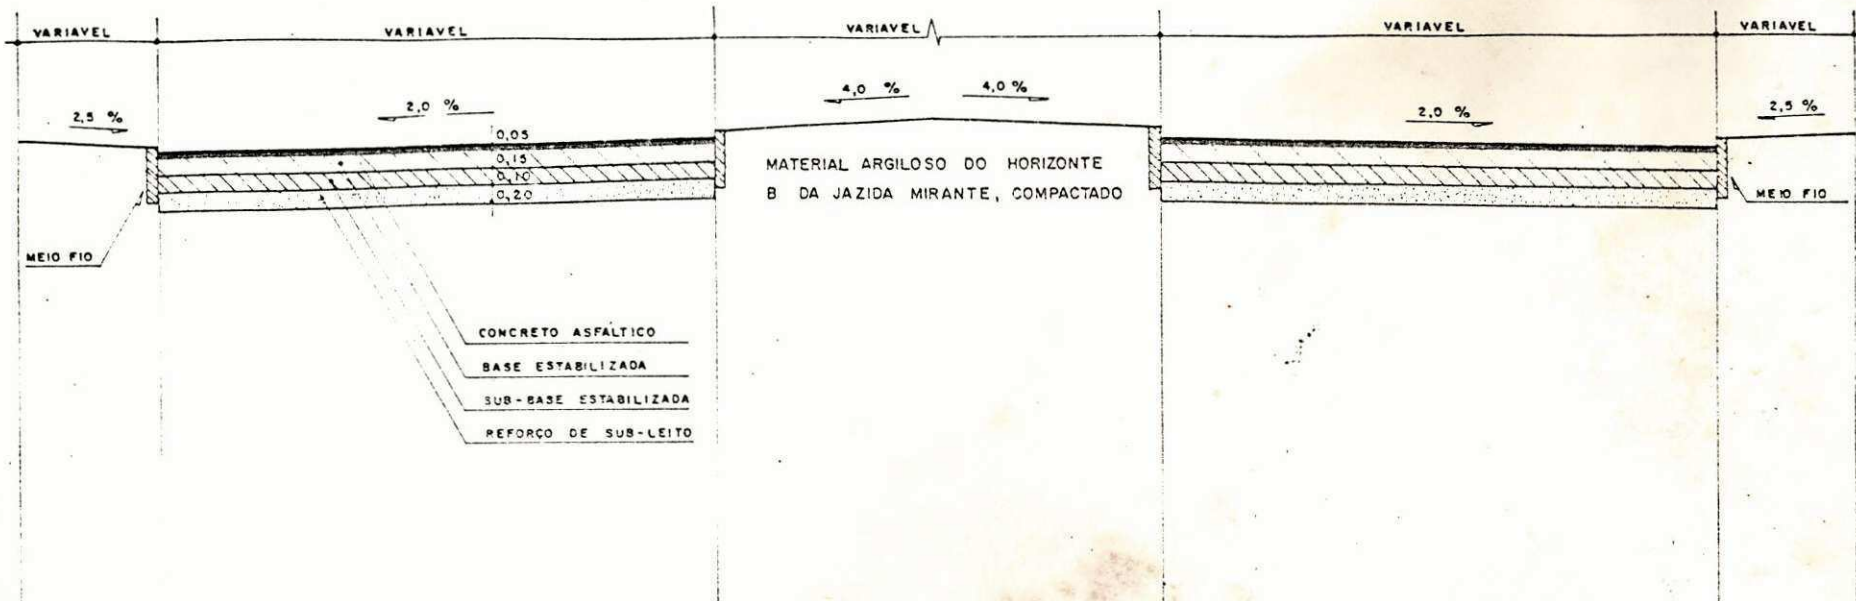 VARIAVEL
VARIAVEL
VARIAVEL
VARIAVEL
VARIAVEL
2,5 %
2,0 %
4,0 %
4,0 %
2,0 %
2,5 %
0,05
0,15
0,10
0,20
MATERIAL ARGILOSO DO HORIZONTE
B DA JAZIDA MIRANTE, COMPACTADO
MEIO FIO
MEIO FIO
CONCRETO ASFALTICO
BASE ESTABILIZADA
SUB-BASE ESTABILIZADA
REFORÇO DE SUB-LEITO